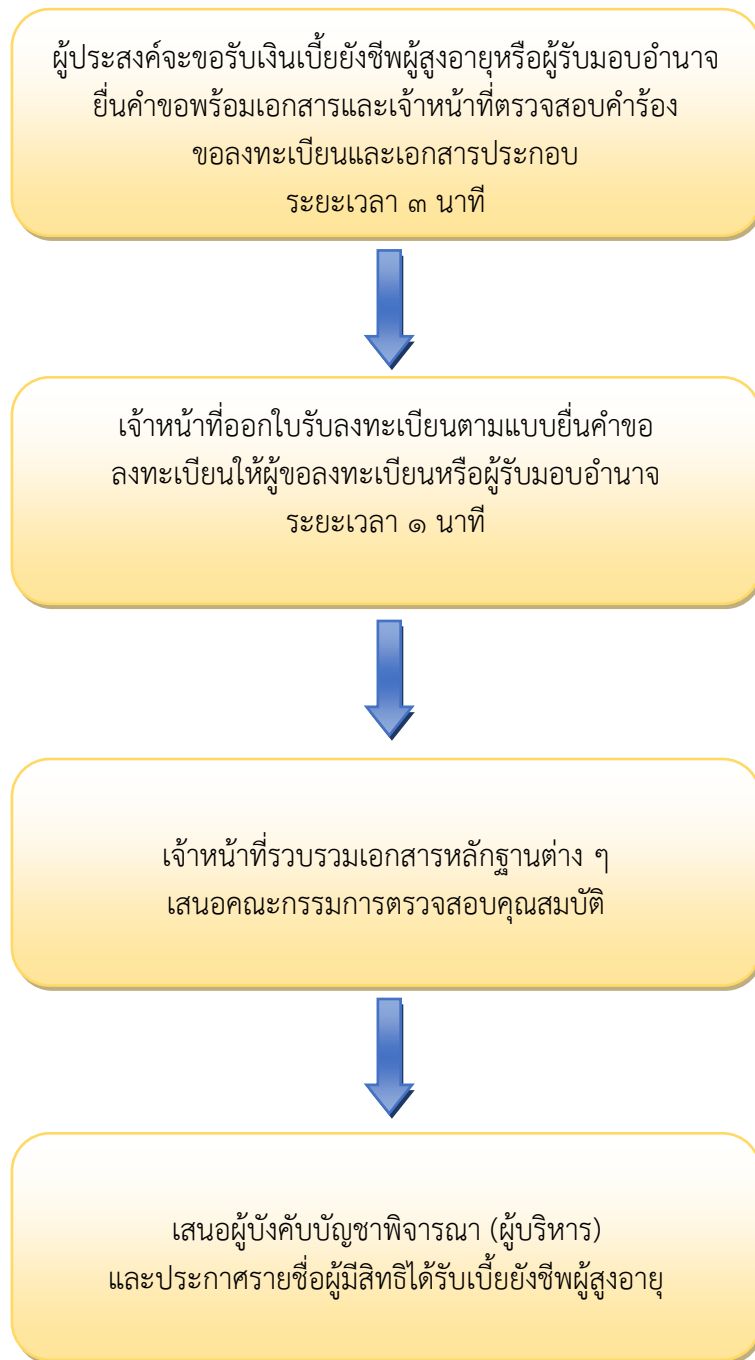 ผู้ประสงค์จะขอรับเงินเบี้ยยังชีพผู้สูงอายุหรือผู้รับมอบอำนาจ
ยื่นคำขอพร้อมเอกสารและเจ้าหน้าที่ตรวจสอบคำร้อง
ขอลงทะเบียนและเอกสารประกอบ
ระยะเวลา ๓ นาที
เจ้าหน้าที่ออกใบรับลงทะเบียนตามแบบยื่นคำขอ
ลงทะเบียนให้ผู้ขอลงทะเบียนหรือผู้รับมอบอำนาจ
ระยะเวลา ๑ นาที
เจ้าหน้าที่รวบรวมเอกสารหลักฐานต่าง ๆ
เสนอคณะกรรมการตรวจสอบคุณสมบัติ
เสนอผู้บังคับบัญชาพิจารณา (ผู้บริหาร)
และประกาศรายชื่อผู้มีสิทธิได้รับเบี้ยยังชีพผู้สูงอายุ